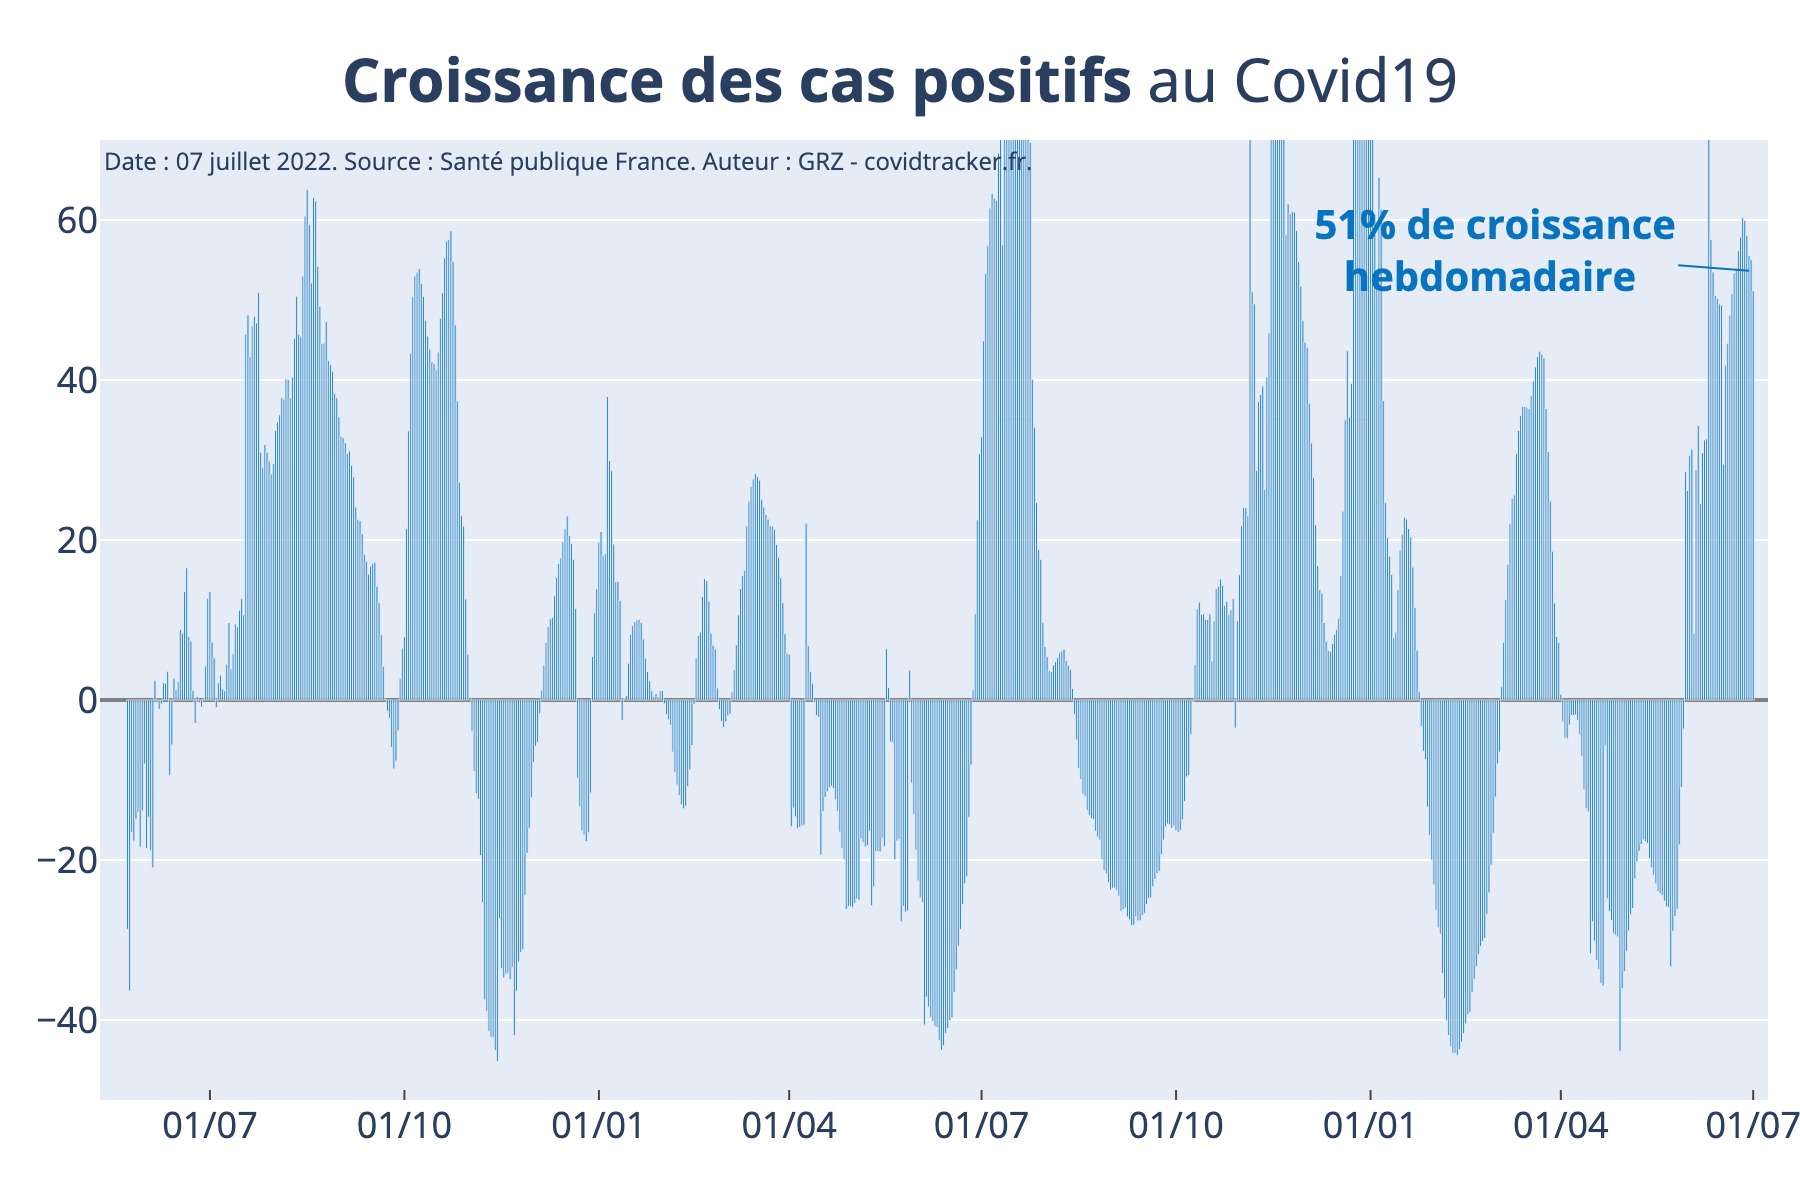 Croissance des cas positifs au Covid19
Date : 07 juillet 2022. Source : Santé publique France. Auteur : GRZ - covidtracker.fr.
60
51% de croissance
hebdomadaire
40
20
0
−20
−40
01/07 01/10 01/01 01/04 01/07 01/10 01/01 01/04 01/07